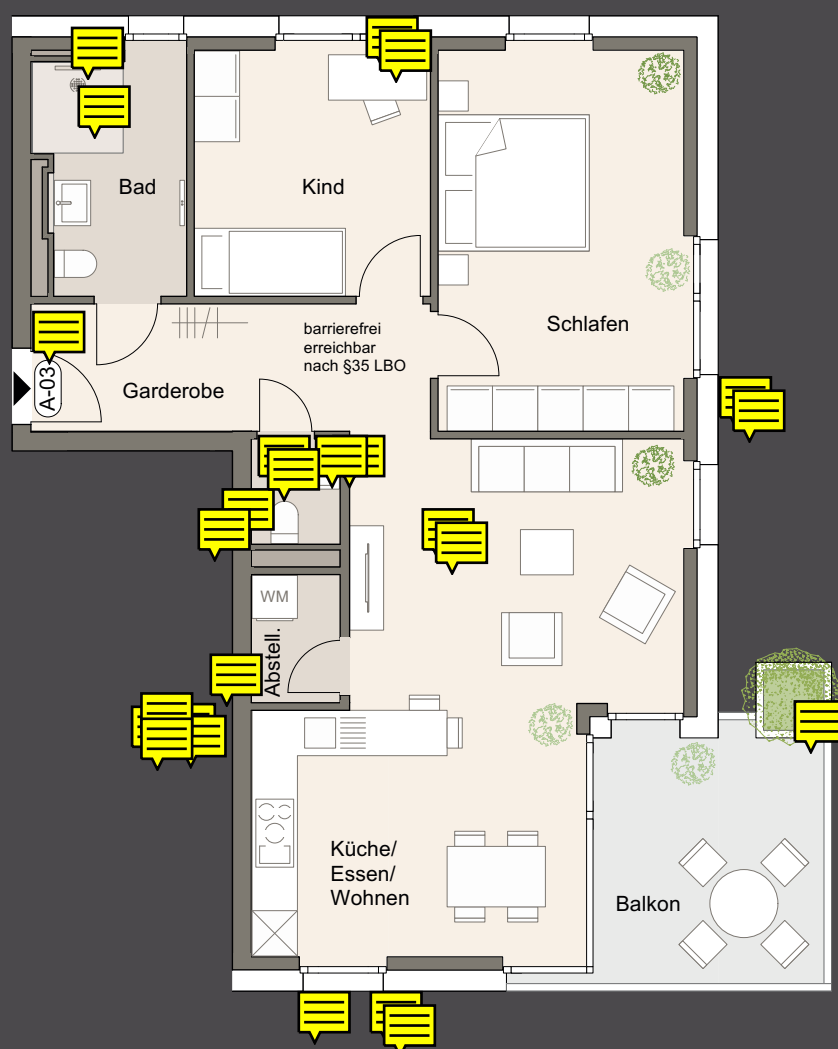 Bad
Kind
Schlafen
barrierefrei
erreichbar
nach §35 LBO
A-03
Garderobe
WM
Abstell.
Küche/
Essen/
Wohnen
Balkon